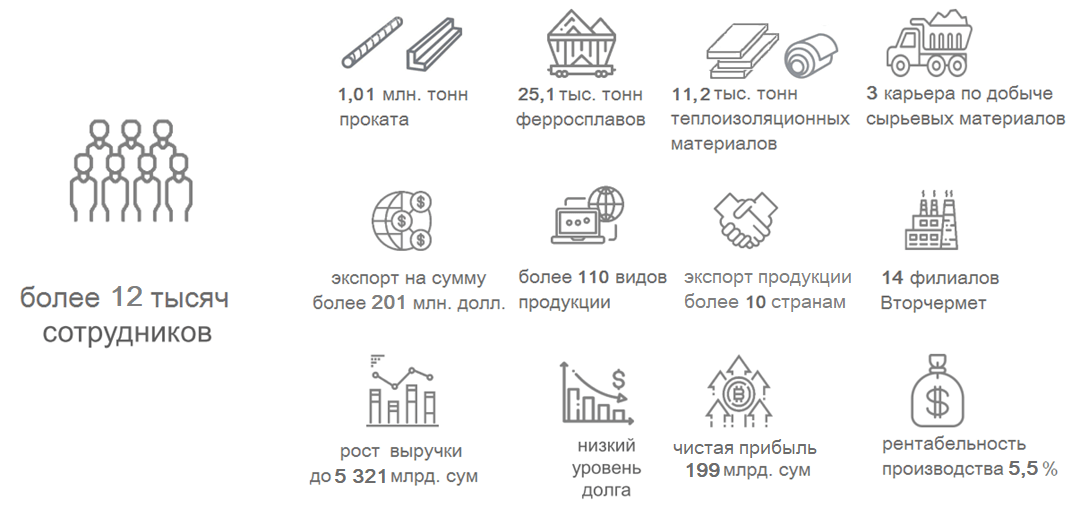 более 12 тысяч
сотрудников
1,01 млн. тонн
проката
25,1 тыс. тонн
ферросплавов
11,2 тыс. тонн
теплоизоляционных
материалов
3 карьера по добыче
сырьевых материалов
экспорт на сумму
более 201 млн. долл.
более 110 видов
продукции
экспорт продукции
более 10 странам
14 филиалов
Вторчермет
рост выручки
до 5 321 млрд. сум
низкий
уровень
долга
чистая прибыль
199 млрд. сум
рентабельность
производства 5,5 %